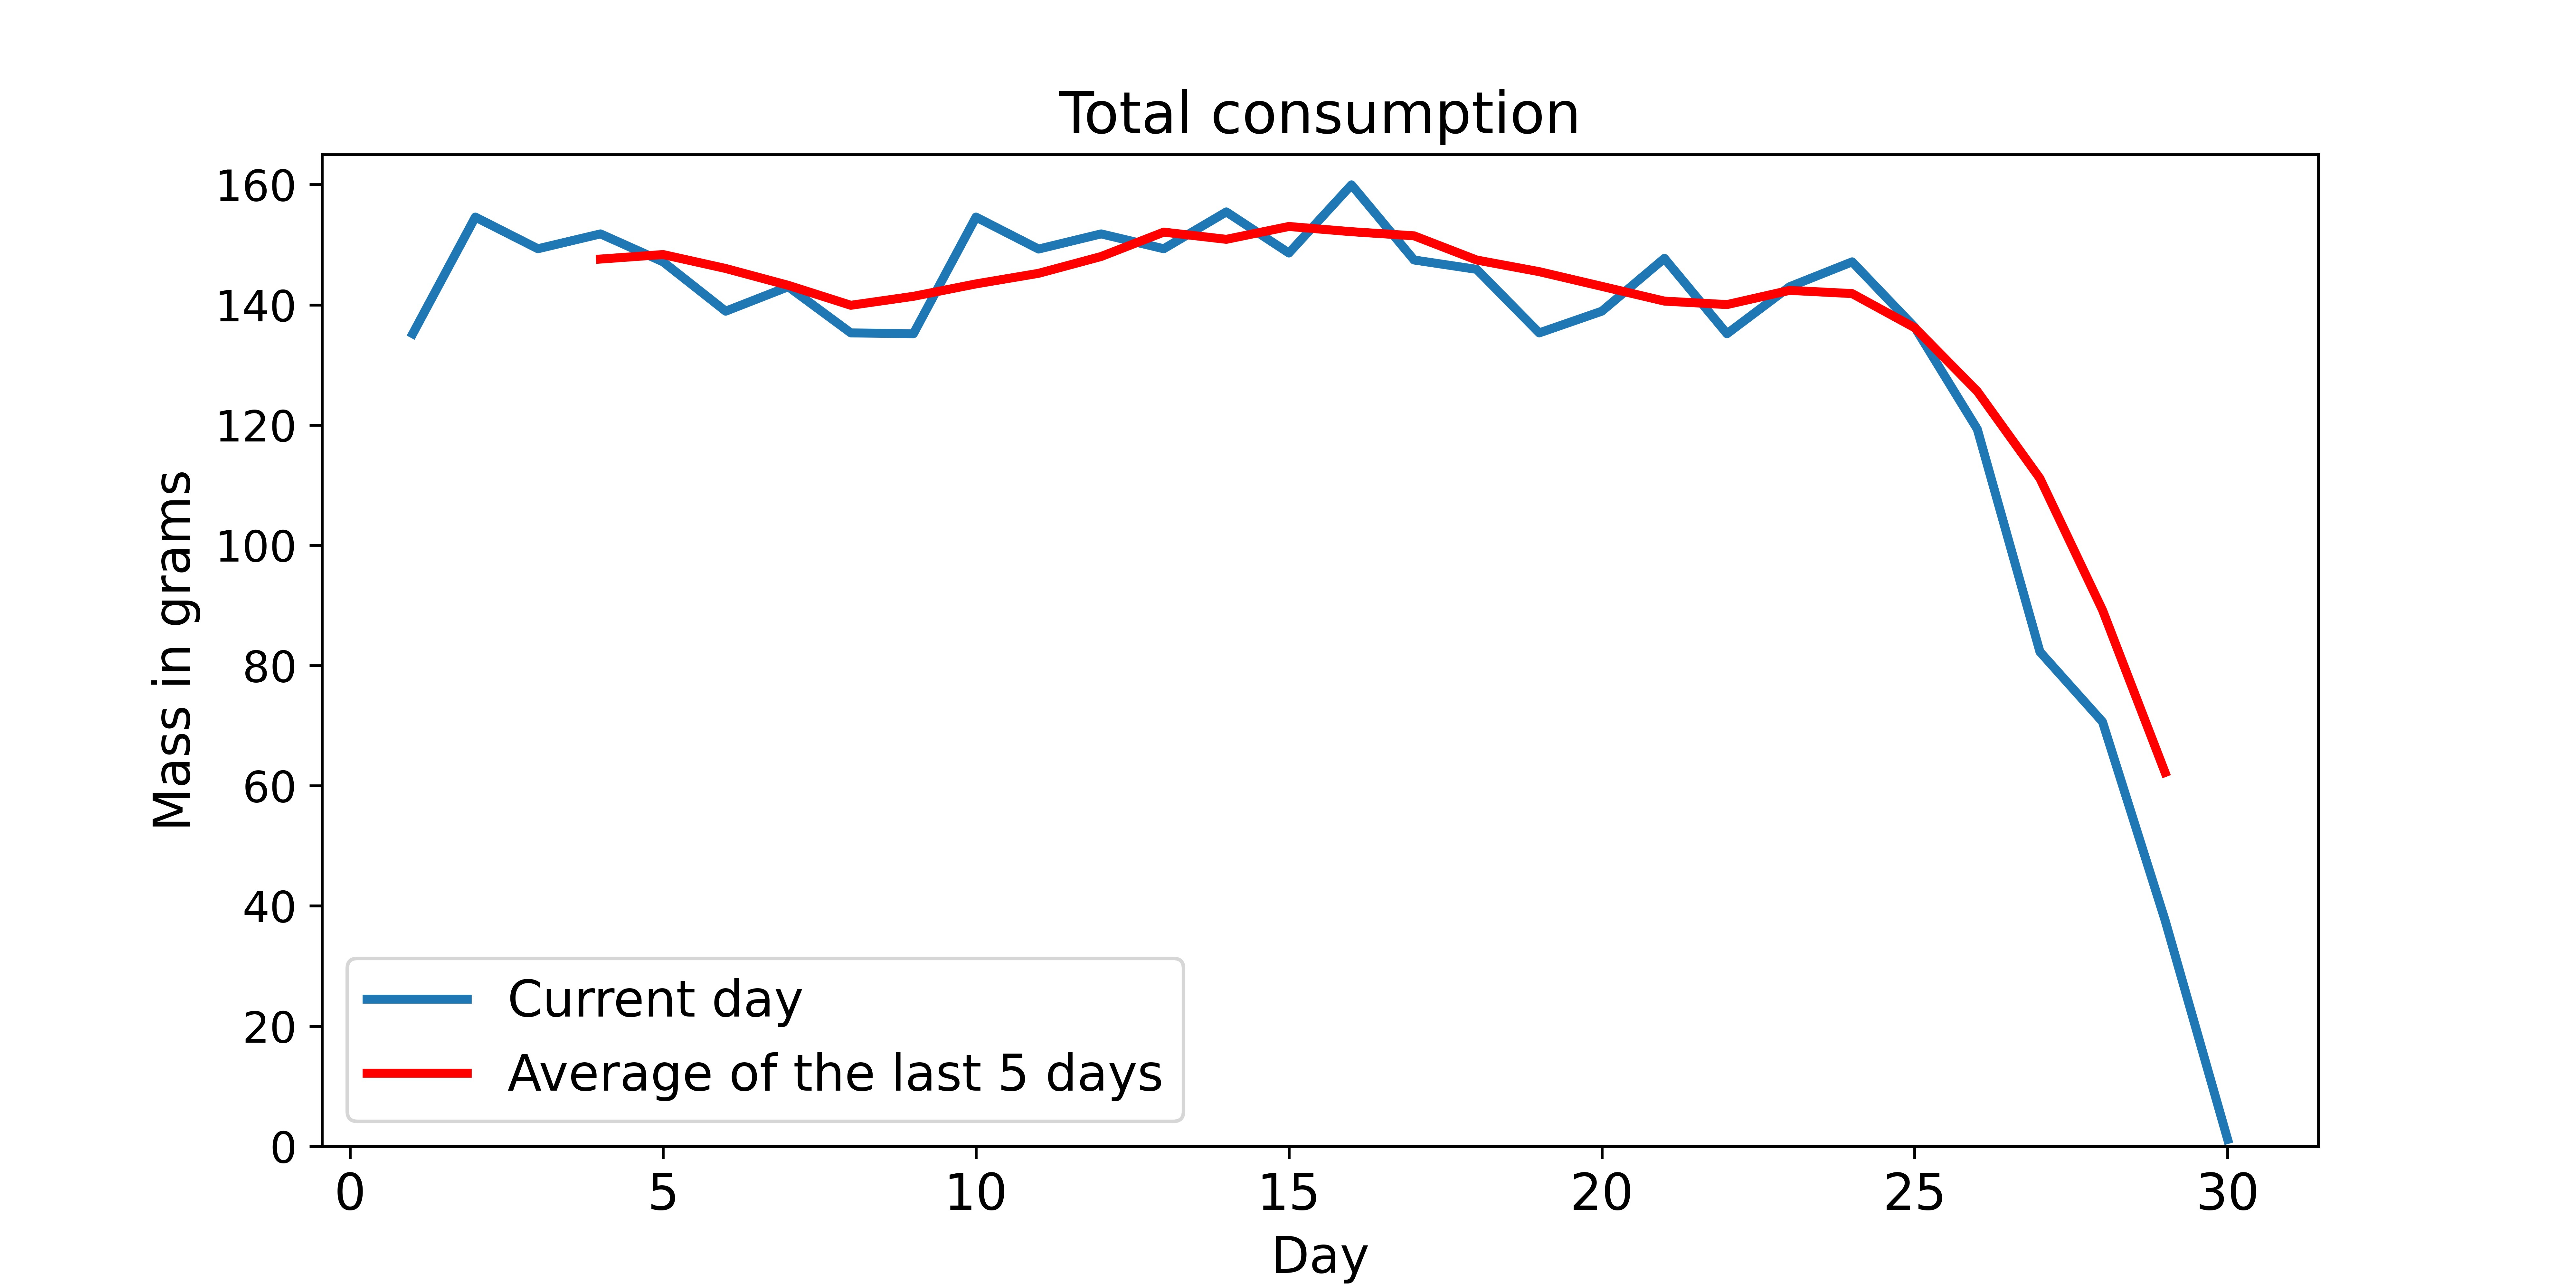 Total consumption
160
140
120
100
80
60
40
20
0
Mass in grams
Current day
Average of the last 5 days
0 5 10 15 20 25 30
Day